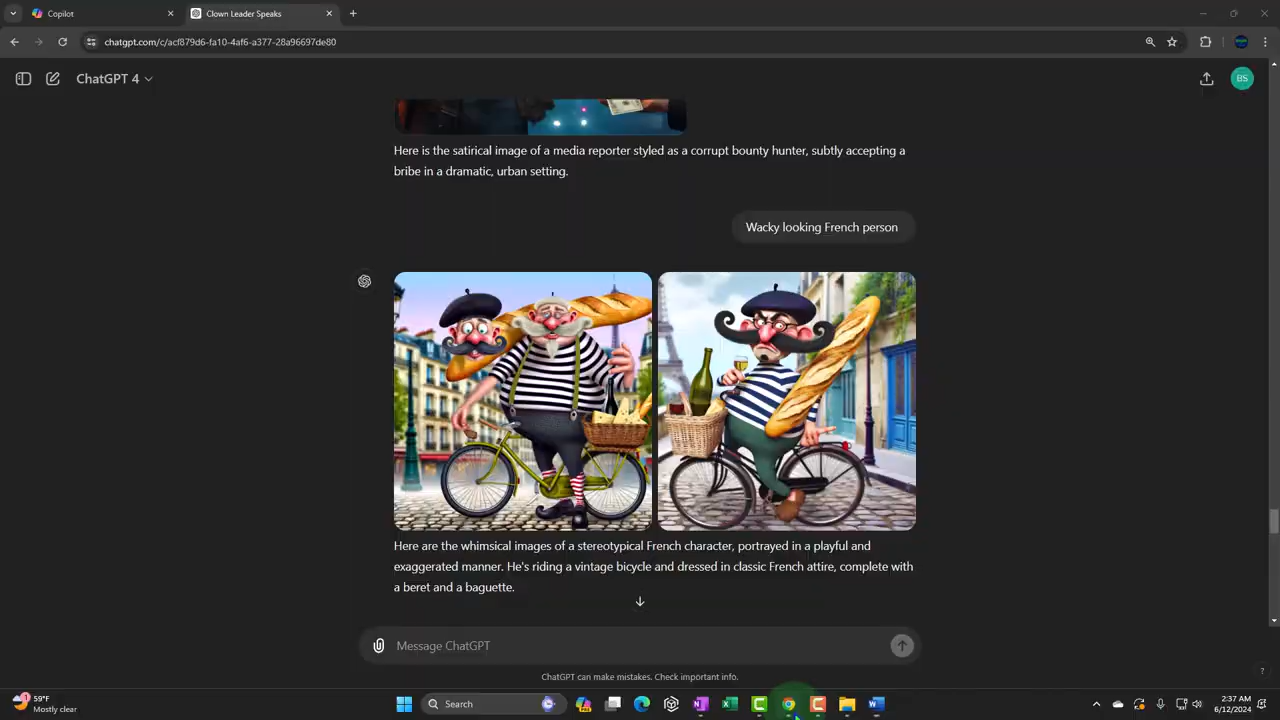 Copilot
Clown Leader Speaks
chatgpt.com/c/acf879d6-fa10-4af6-a377-28a96697de80
ChatGPT 4
BS
Here is the satirical image of a media reporter styled as a corrupt bounty hunter, subtly accepting a
bribe in a dramatic, urban setting.
Wacky looking French person
Here are the whimsical images of a stereotypical French character, portrayed in a playful and
exaggerated manner. He's riding a vintage bicycle and dressed in classic French attire, complete with
a beret and a baguette.
Message ChatGPT
ChatGPT can make mistakes. Check important info.
?
1
59°F
Mostly clear
Search
2:37 AM
6/12/2024